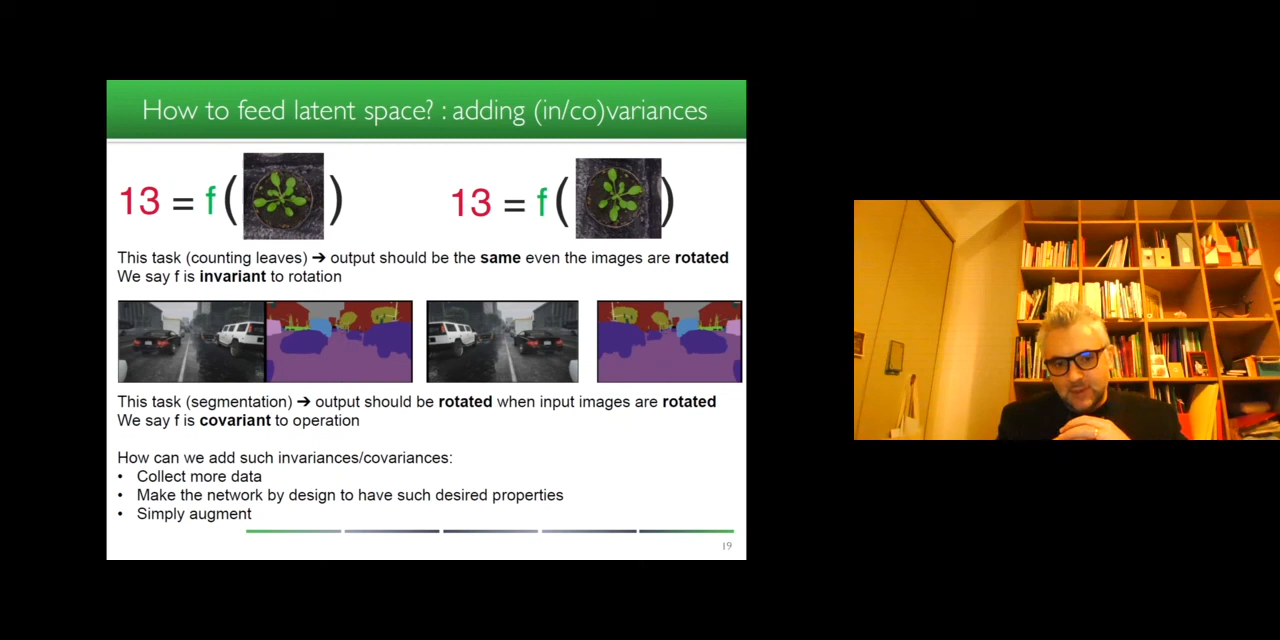 How to feed latent space? : adding (in/co)variances
13 = f ( )
13 = f ( )
This task (counting leaves) ➔ output should be the same even the images are rotated
We say f is invariant to rotation
This task (segmentation) ➔ output should be rotated when input images are rotated
We say f is covariant to operation
How can we add such invariances/covariances:
• Collect more data
• Make the network by design to have such desired properties
• Simply augment
19